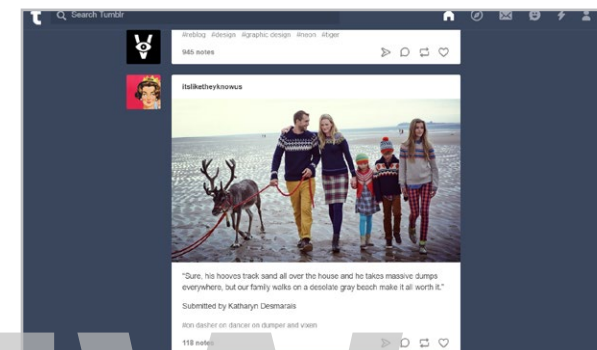 t
Search Tumblr
#reblog #design #graphic design #neon #tiger
945 notes
itsliketheyknowus
"Sure, his hooves track sand all over the house and he takes massive dumps
everywhere, but our family walks on a desolate gray beach make it all worth it."
Submitted by Katharyn Desmarais
#on dasher on dancer on dumper and vixen
118 notes